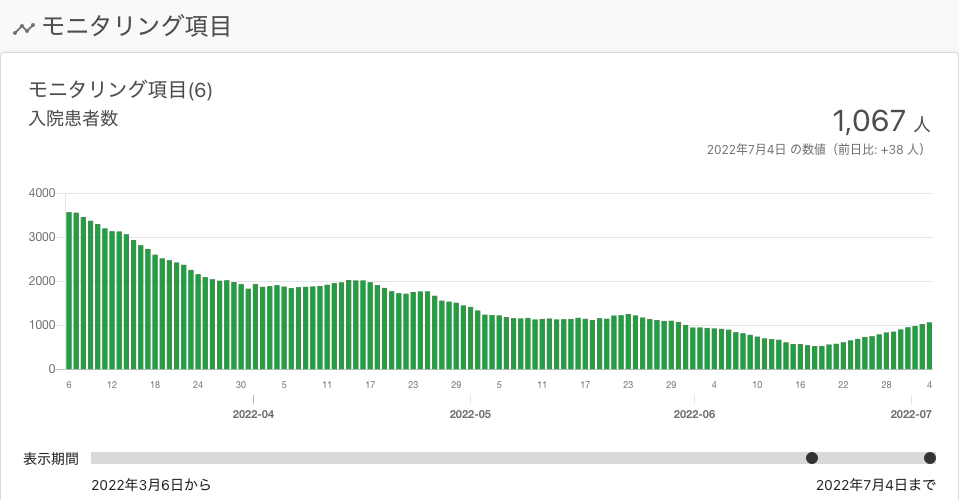 モニタリング項目
モニタリング項目(6)
入院患者数
1,067 人
2022年7月4日 の数値（前日比: +38 人）
4000
3000
2000
1000
0
6 12 18 24 30 5 11 17 23 29 5 11 17 23 29 4 10 16 22 28 4
2022-04 2022-05 2022-06 2022-07
表示期間
2022年3月6日から 2022年7月4日まで